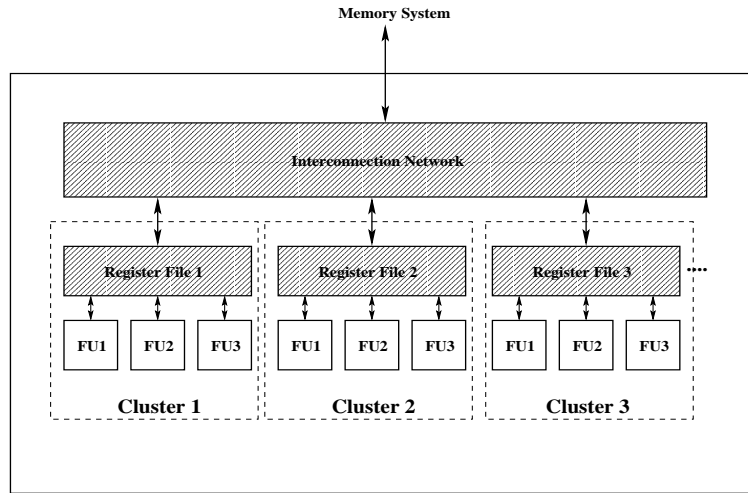 Memory System
Interconnection Network
Register File 1
Register File 2
Register File 3
....
FU1 FU2 FU3
FU1 FU2 FU3
FU1 FU2 FU3
Cluster 1
Cluster 2
Cluster 3